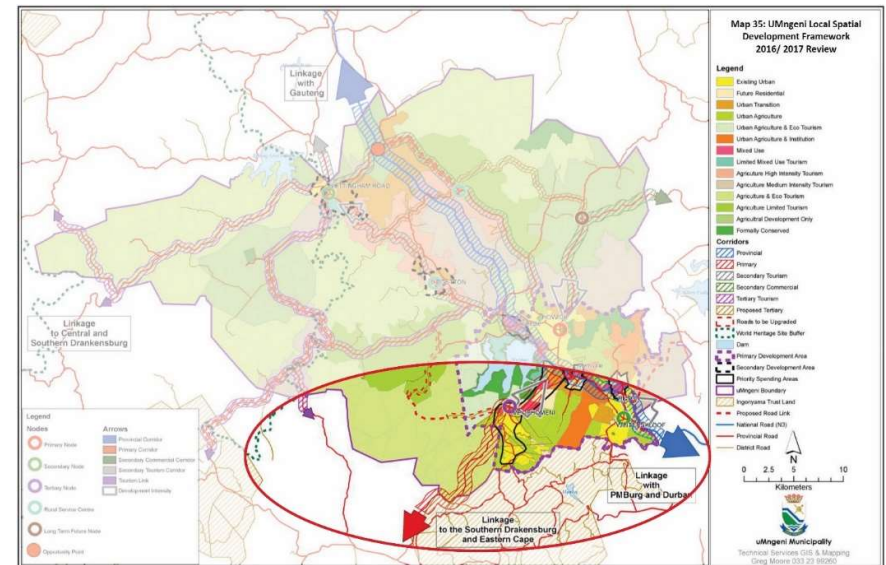 Map 35: UMngeni Local Spatial
Development Framework
2016/ 2017 Review
Legend
Existing Urban
Future Residential
Urban Transition
Urban Agriculture
Urban Agriculture & Eco Tourism
Urban Agriculture & Institution
Mixed Use
Limited Mixed Use Tourism
Agriculture High Intensity Tourism
Agriculture Medium Intensity Tourism
Agriculture & Eco Tourism
Agriculture Limited Tourism
Agricultral Development Only
Formally Conserved
Corridors
Provincial
Primary
Secondary Tourism
Secondary Commercial
Tertiary Tourism
Proposed Tertiary
Roads to be Upgraded
World Heritage Site Buffer
Dam
Primary Development Area
Secondary Development Area
Priority Spending Areas
uMngeni Boundary
Ingonyama Trust Land
Proposed Road Link
National Road (N3)
Provincial Road
District Road
N
0 2.5 5 10
Kilometers
uMngeni Municipality
Technical Services GIS & Mapping
Greg Moore 033 23 99260
Linkage
with
Gauteng
Linkage
to Central and
Southern Drankensburg
Linkage
with
PMBurg and Durban
Linkage
to the Southern Drakensburg
and Eastern Cape
Legend
Nodes
Primary Node
Secondary Node
Tertiary Node
Rural Service Centre
Long Term Future Node
Opportunity Point
Arrows
Provincial Corridor
Primary Corridor
Secondary Commercial Corridor
Secondary Tourism Corridor
Tourism Link
Development Intensity